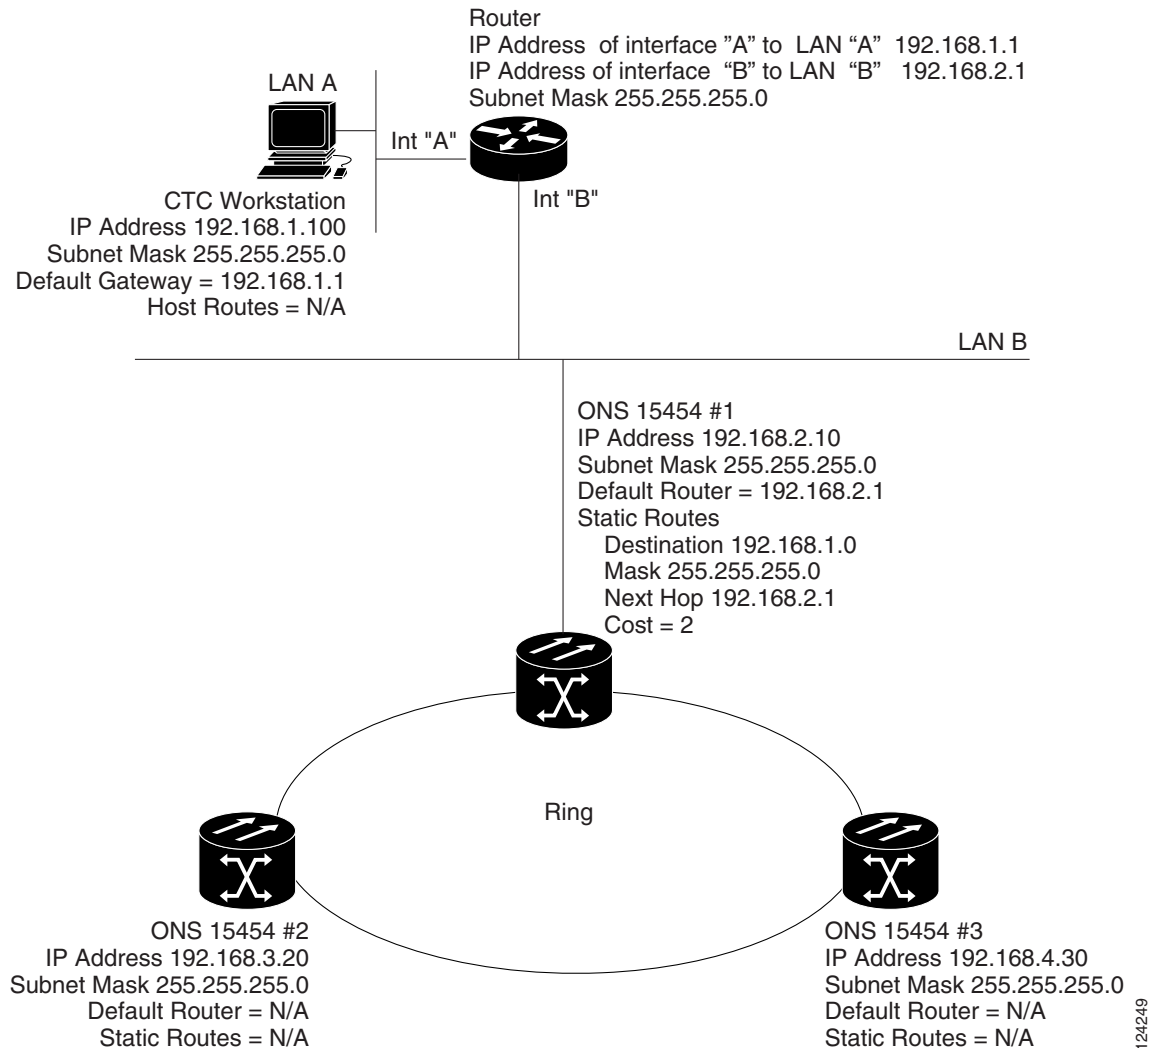 Router
IP Address of interface ”A” to LAN “A” 192.168.1.1
IP Address of interface “B” to LAN “B” 192.168.2.1
Subnet Mask 255.255.255.0
LAN A
Int "A"
Int "B"
CTC Workstation
IP Address 192.168.1.100
Subnet Mask 255.255.255.0
Default Gateway = 192.168.1.1
Host Routes = N/A
LAN B
ONS 15454 #1
IP Address 192.168.2.10
Subnet Mask 255.255.255.0
Default Router = 192.168.2.1
Static Routes
Destination 192.168.1.0
Mask 255.255.255.0
Next Hop 192.168.2.1
Cost = 2
Ring
ONS 15454 #2
IP Address 192.168.3.20
Subnet Mask 255.255.255.0
Default Router = N/A
Static Routes = N/A
ONS 15454 #3
IP Address 192.168.4.30
Subnet Mask 255.255.255.0
Default Router = N/A
Static Routes = N/A
124249